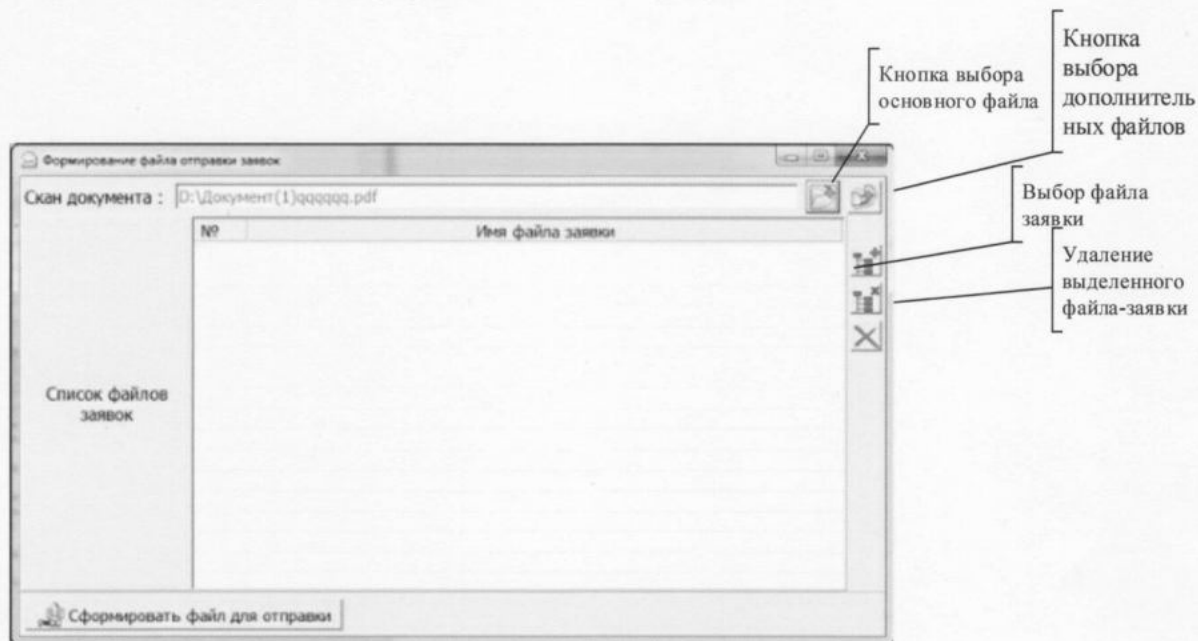 Кнопка
выбора
дополнитель
ных файлов
Кнопка выбора
основного файла
Формирование файла отправки заявок
Скан документа : D:\Документ(1)qqqqqq.pdf
Выбор файла
заявки
№ Имя файла заявки
Удаление
выделенного
файла-заявки
Список файлов
заявок
Сформировать файл для отправки